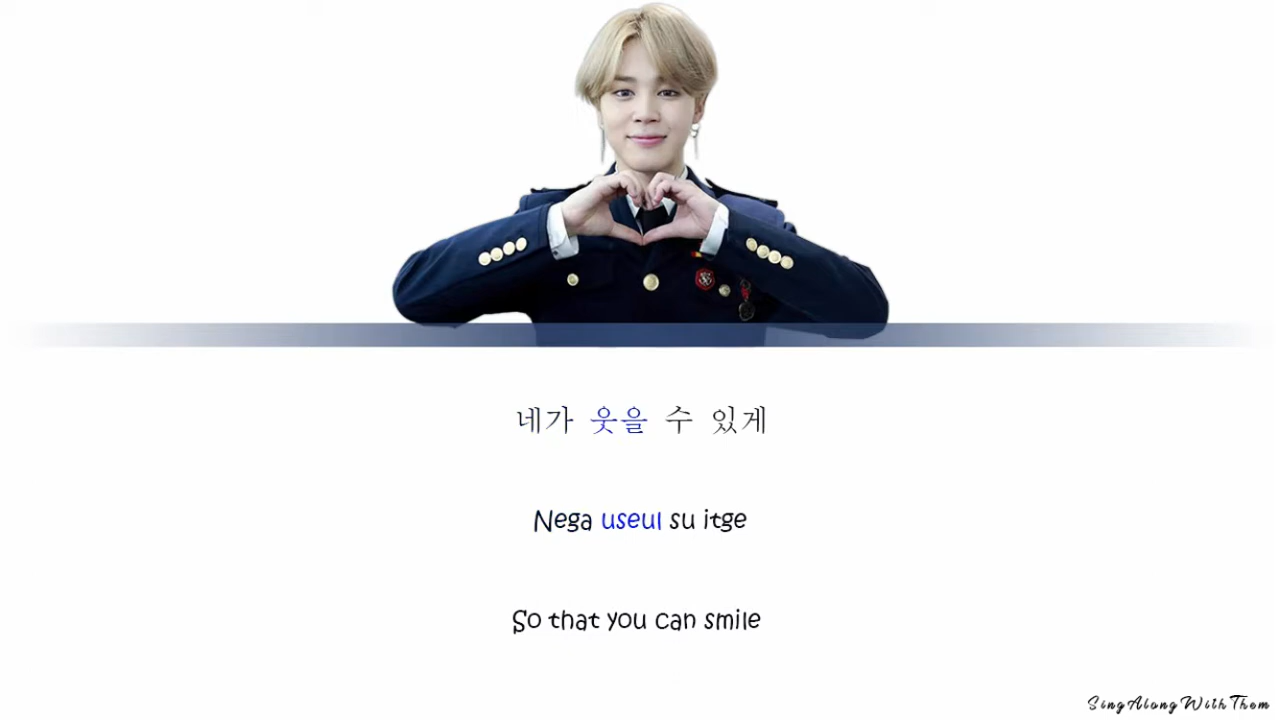 네가 웃을 수 있게
Nega useul su itge
So that you can smile
SingAlongWithThem